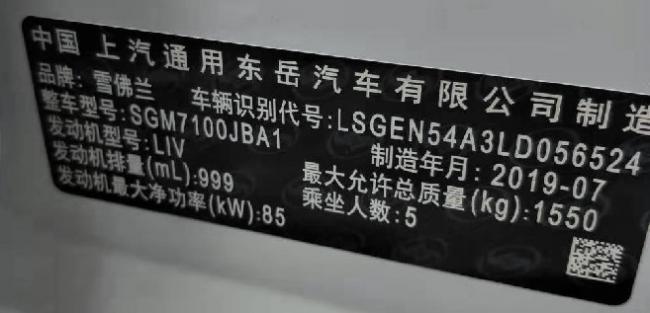 中国 上汽通用东岳汽车有限公司制造
品牌: 雪佛兰 车辆识别代号:LSGEN54A3LD056524
整车型号:SGM7100JBA1 制造年月: 2019-07
发动机型号:LIV 最大允许总质量(kg):1550
发动机排量(mL):999 乘坐人数:5
发动机最大净功率(kW):85